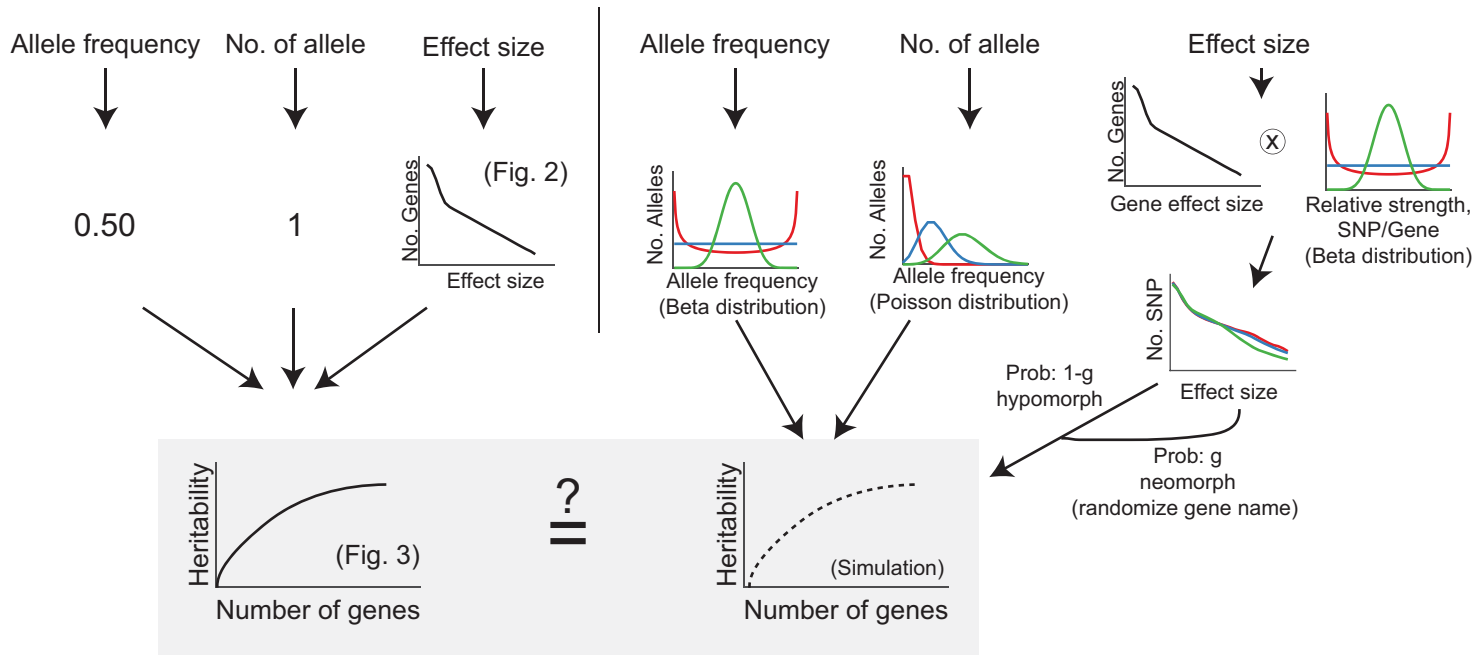 Allele frequency
No. of allele
Effect size
0.50
1
No. Genes
(Fig. 2)
Effect size
Allele frequency
No. of allele
Effect size
No. Alleles
Allele frequency
(Beta distribution)
No. Alleles
Allele frequency
(Poisson distribution)
No. Genes
Gene effect size
X
Relative strength,
SNP/Gene
(Beta distribution)
No. SNP
Effect size
Prob: 1-g
hypomorph
Prob: g
neomorph
(randomize gene name)
Heritability
(Fig. 3)
Number of genes
?
=
Heritability
(Simulation)
Number of genes